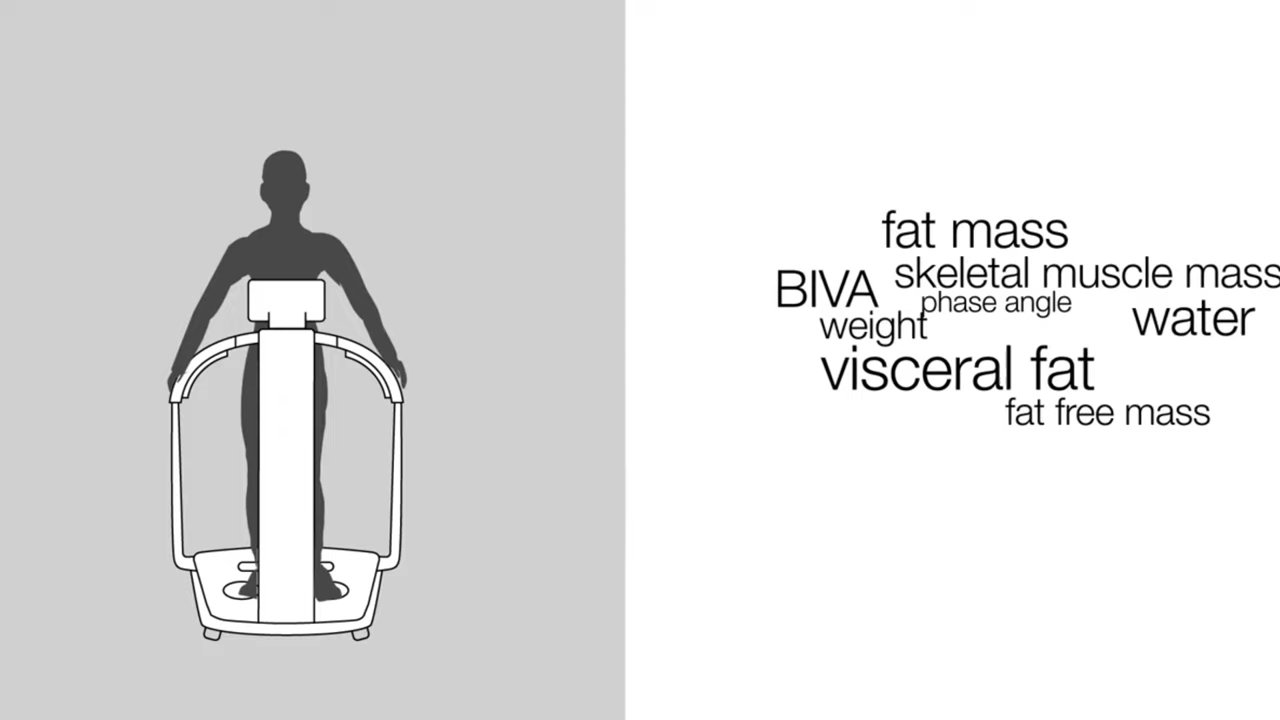 fat mass
skeletal muscle mass
BIVA
phase angle
water
weight
visceral fat
fat free mass